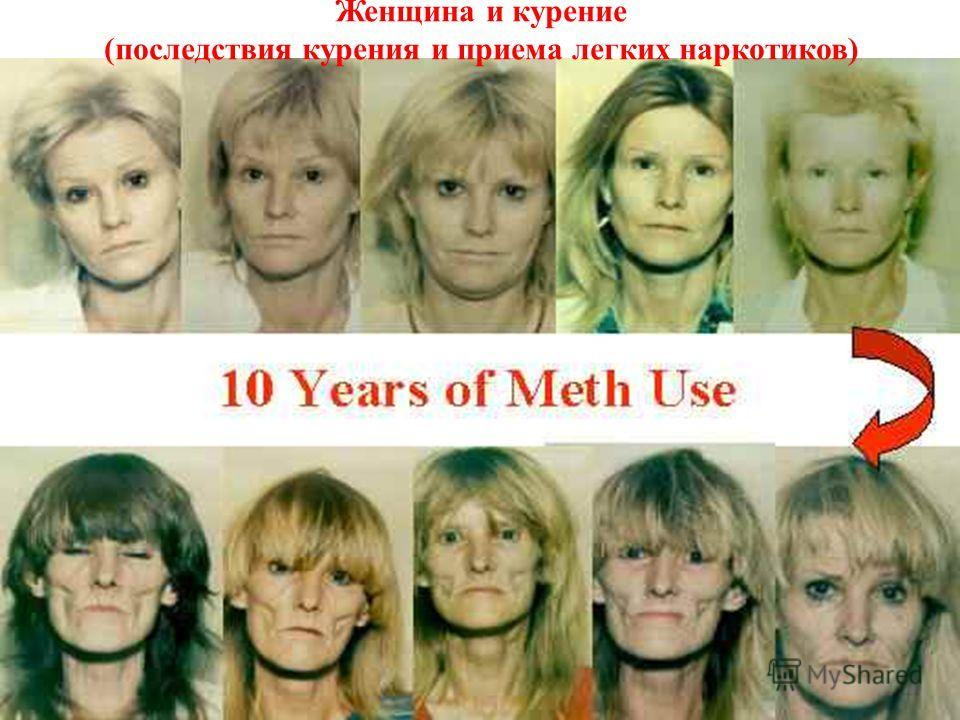 Женщина и курение
(последствия курения и приема легких наркотиков)
10 Years of Meth Use
MyShared